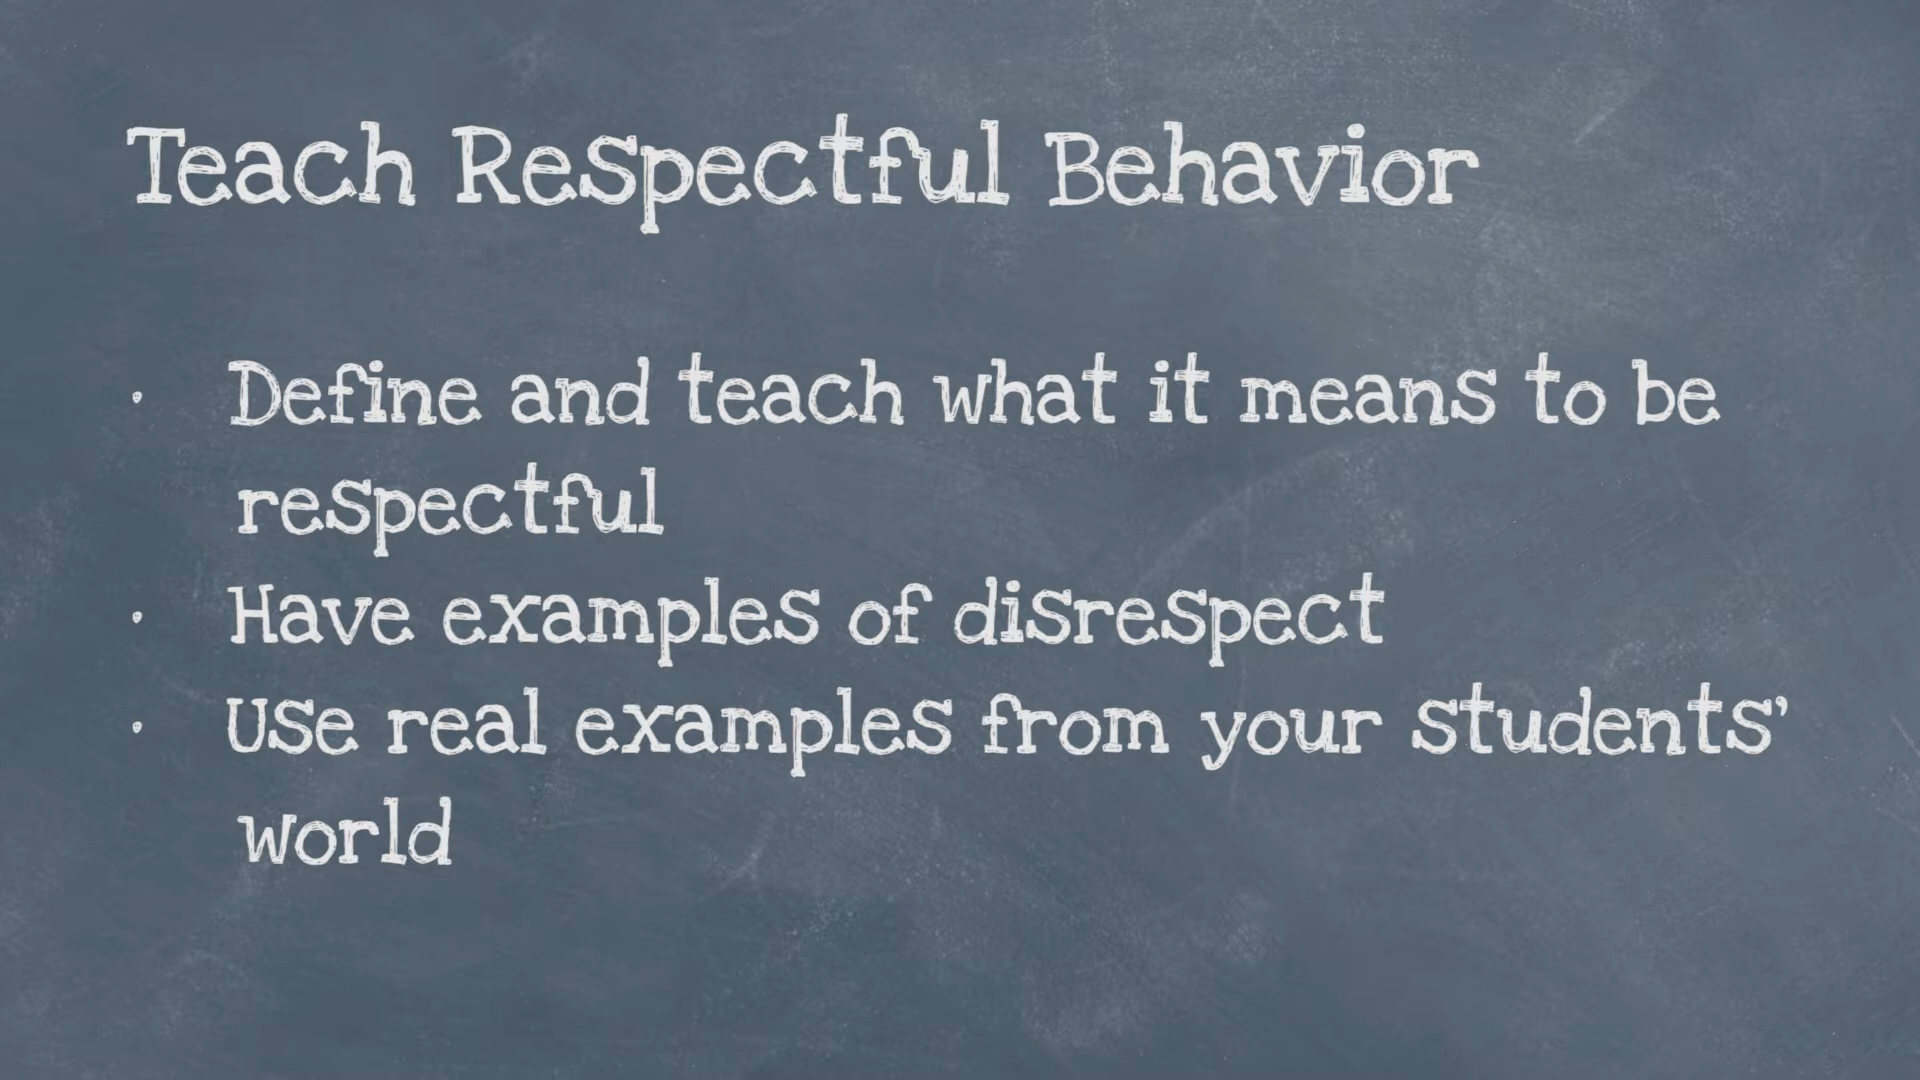 Teach Respectful Behavior
· Define and teach what it means to be
respectful
· Have examples of disrespect
· Use real examples from your students’
world